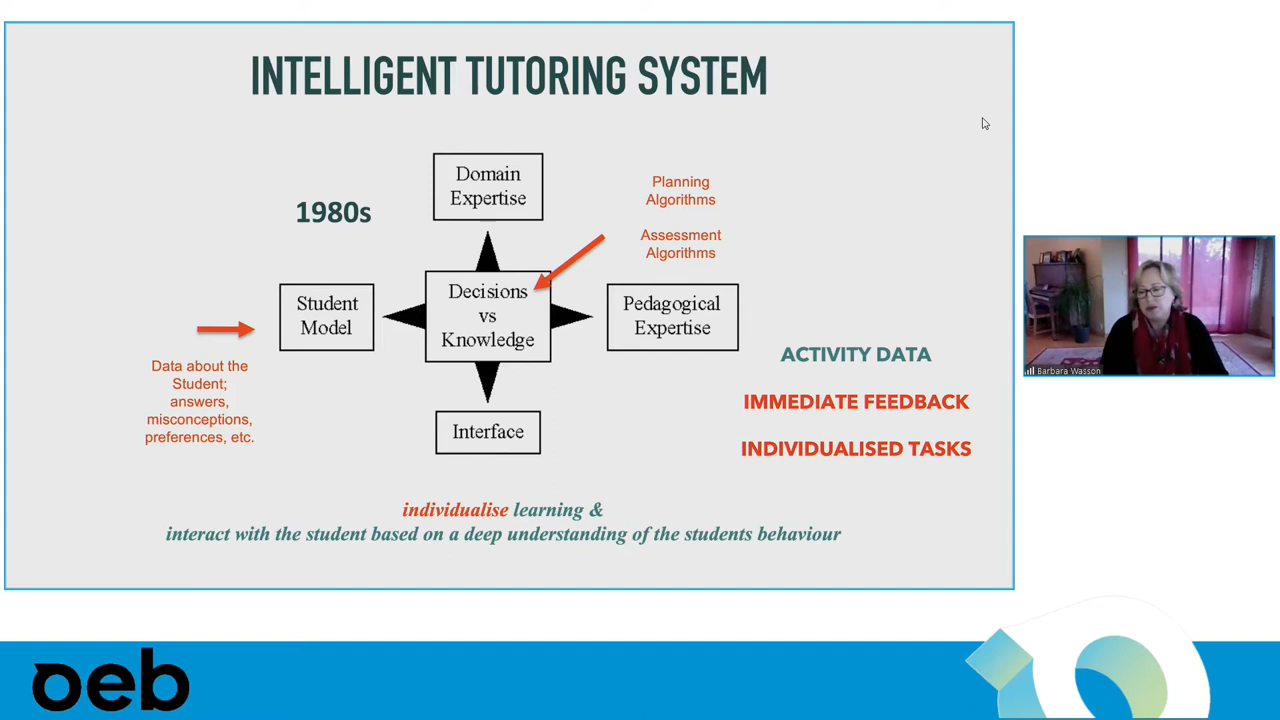 INTELLIGENT TUTORING SYSTEM
1980s
Domain
Expertise
Planning
Algorithms
Assessment
Algorithms
Student
Model
Decisions
vs
Knowledge
Pedagogical
Expertise
Data about the
Student;
answers,
misconceptions,
preferences, etc.
Interface
ACTIVITY DATA
IMMEDIATE FEEDBACK
INDIVIDUALISED TASKS
individualise learning &
interact with the student based on a deep understanding of the students behaviour
Barbara Wasson
oeb